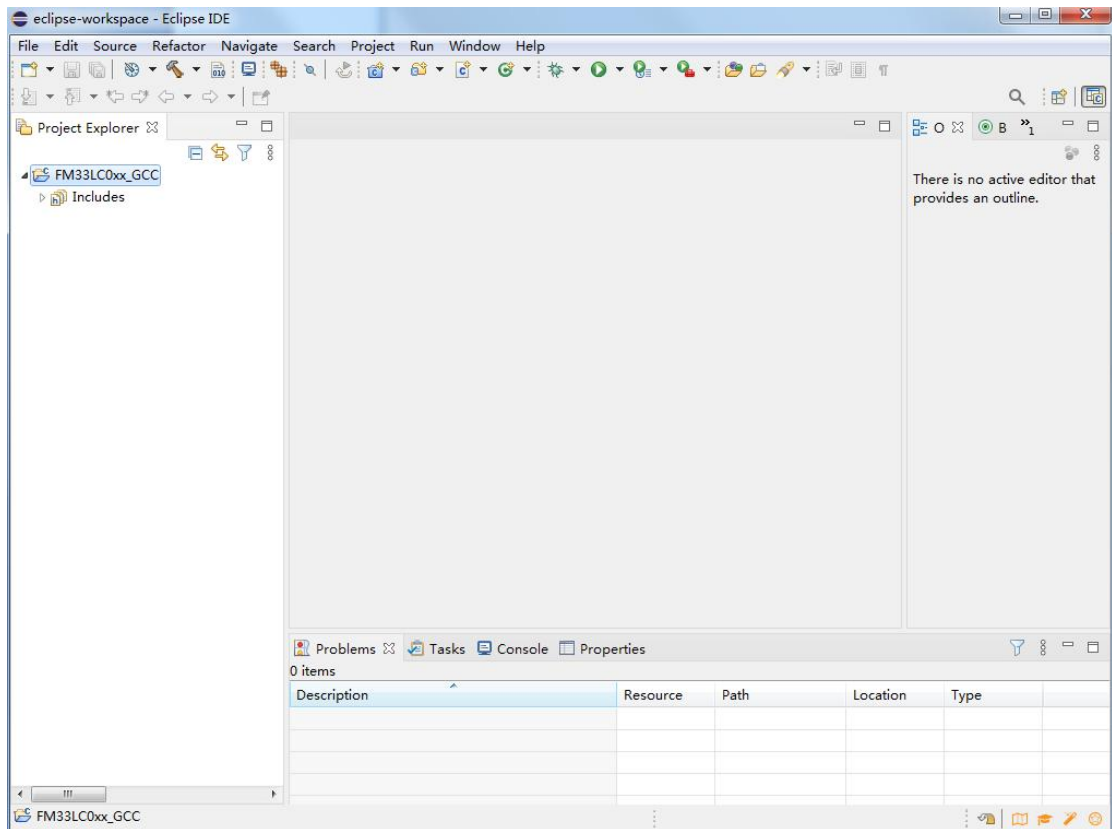 eclipse-workspace - Eclipse IDE
File Edit Source Refactor Navigate Search Project Run Window Help
Project Explorer
FM33LC0xx_GCC
Includes
O B »1
There is no active editor that
provides an outline.
Problems Tasks Console Properties
0 items
Description Resource Path Location Type
FM33LC0xx_GCC